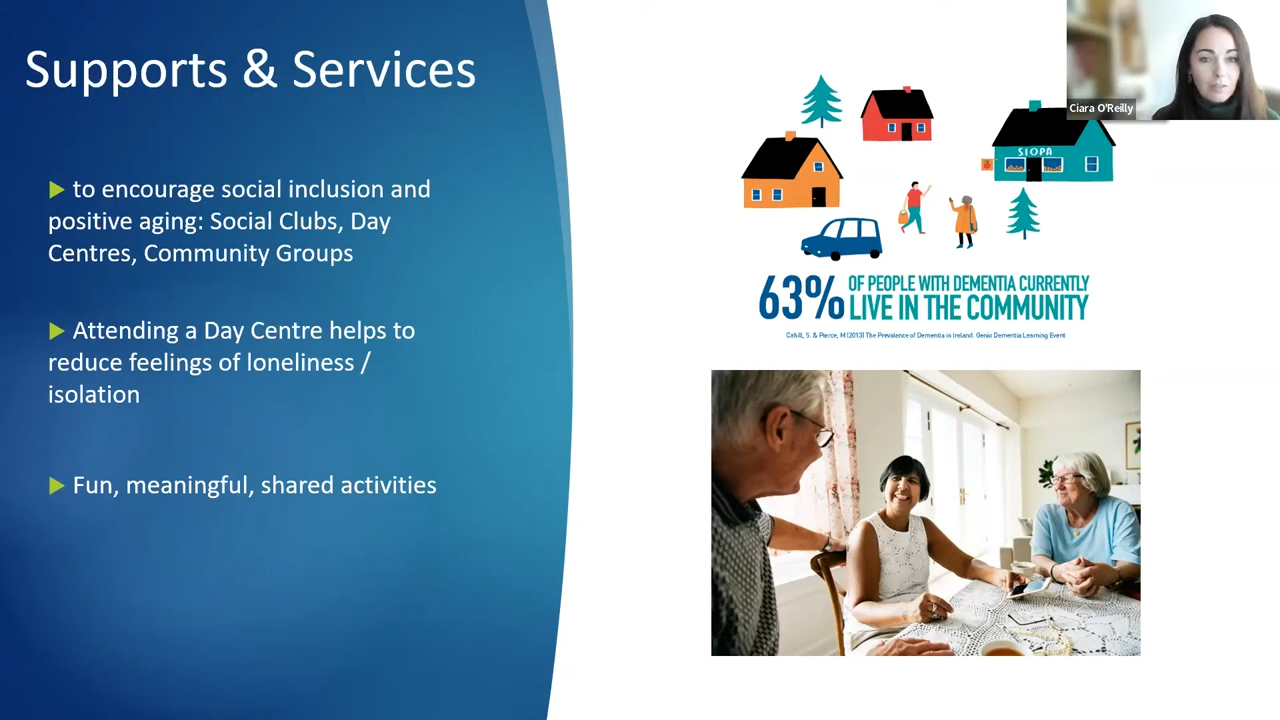 Supports & Services
to encourage social inclusion and
positive aging: Social Clubs, Day
Centres, Community Groups
Attending a Day Centre helps to
reduce feelings of loneliness /
isolation
Fun, meaningful, shared activities
Ciara O'Reilly
SIOPA
63% OF PEOPLE WITH DEMENTIA CURRENTLY
LIVE IN THE COMMUNITY
Cahill, S. & Pierce, M (2013) The Prevalence of Dementia in Ireland. Genio Dementia Learning Event